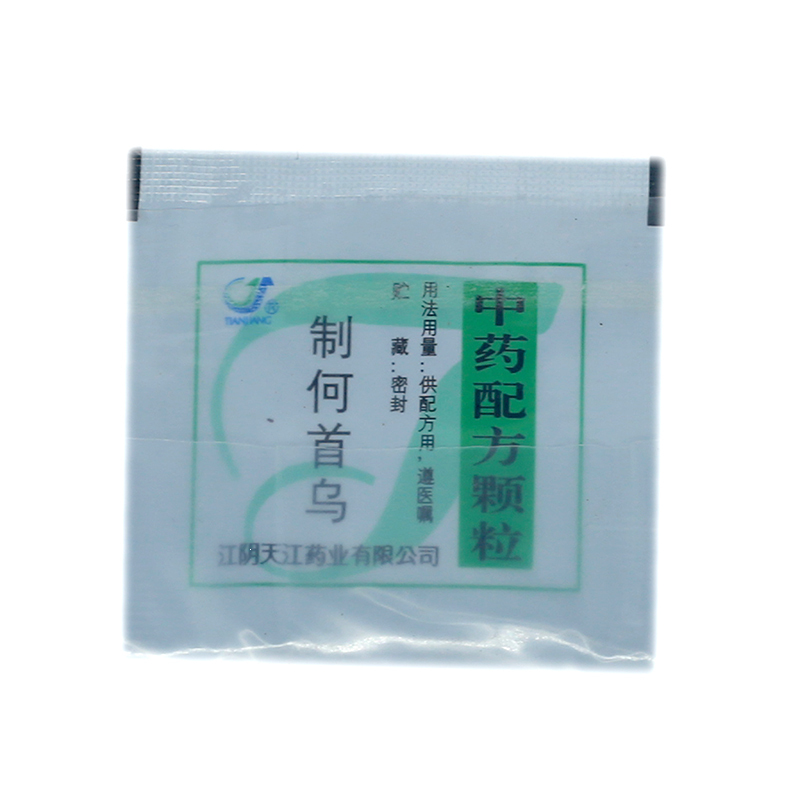 中药配方颗粒
用法用量：供配方用，遵医嘱
贮 藏：密封
制何首乌
TIANJIANG
®
江阴天江药业有限公司